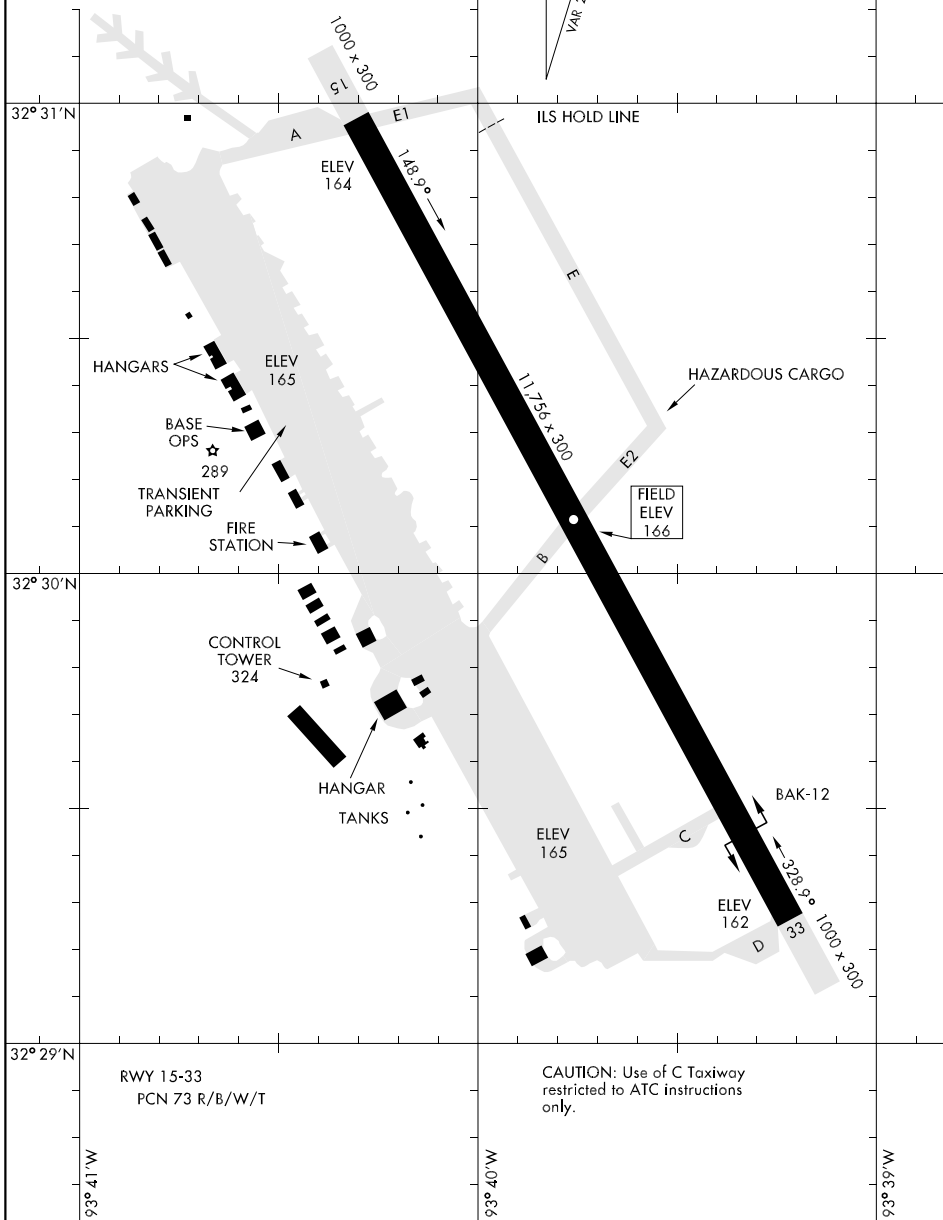 VAR
1000 x 300
15
32° 31'N
A
E1
ILS HOLD LINE
ELEV
164
148.9°
E
HANGARS
ELEV
165
HAZARDOUS CARGO
11,756 x 300
BASE
OPS
289
E2
TRANSIENT
PARKING
FIELD
ELEV
166
FIRE
STATION
B
32° 30'N
CONTROL
TOWER
324
HANGAR
BAK-12
TANKS
C
ELEV
165
328.9°
ELEV
162
33
1000 x 300
D
32° 29'N
RWY 15-33
PCN 73 R/B/W/T
CAUTION: Use of C Taxiway
restricted to ATC instructions
only.
93° 41'W
93° 40'W
93° 39'W